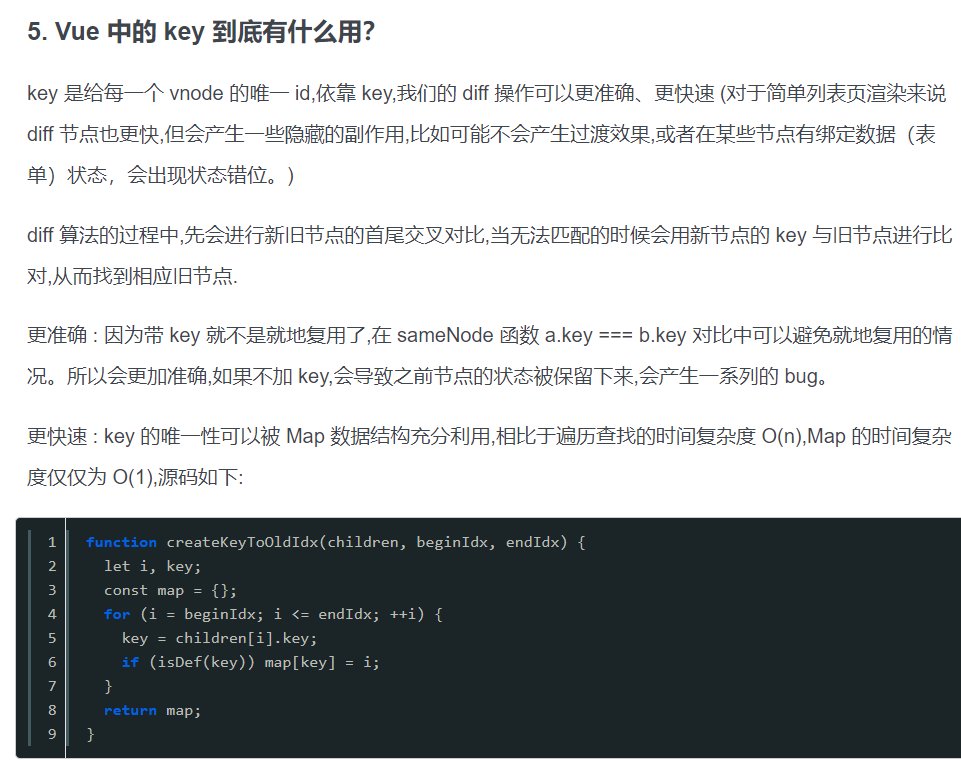 5. Vue 中的 key 到底有什么用?
key 是给每一个 vnode 的唯一 id,依靠 key,我们的 diff 操作可以更准确、更快速 (对于简单列表页渲染来说
diff 节点也更快,但会产生一些隐藏的副作用,比如可能不会产生过渡效果,或者在某些节点有绑定数据（表
单）状态，会出现状态错位。)
diff 算法的过程中,先会进行新旧节点的首尾交叉对比,当无法匹配的时候会用新节点的 key 与旧节点进行比
对,从而找到相应旧节点.
更准确 : 因为带 key 就不是就地复用了,在 sameNode 函数 a.key === b.key 对比中可以避免就地复用的情
况。所以会更加准确,如果不加 key,会导致之前节点的状态被保留下来,会产生一系列的 bug。
更快速 : key 的唯一性可以被 Map 数据结构充分利用,相比于遍历查找的时间复杂度 O(n),Map 的时间复杂
度仅仅为 O(1),源码如下:
1 function createKeyToOldIdx(children, beginIdx, endIdx) {
2 let i, key;
3 const map = {};
4 for (i = beginIdx; i <= endIdx; ++i) {
5 key = children[i].key;
6 if (isDef(key)) map[key] = i;
7 }
8 return map;
9 }